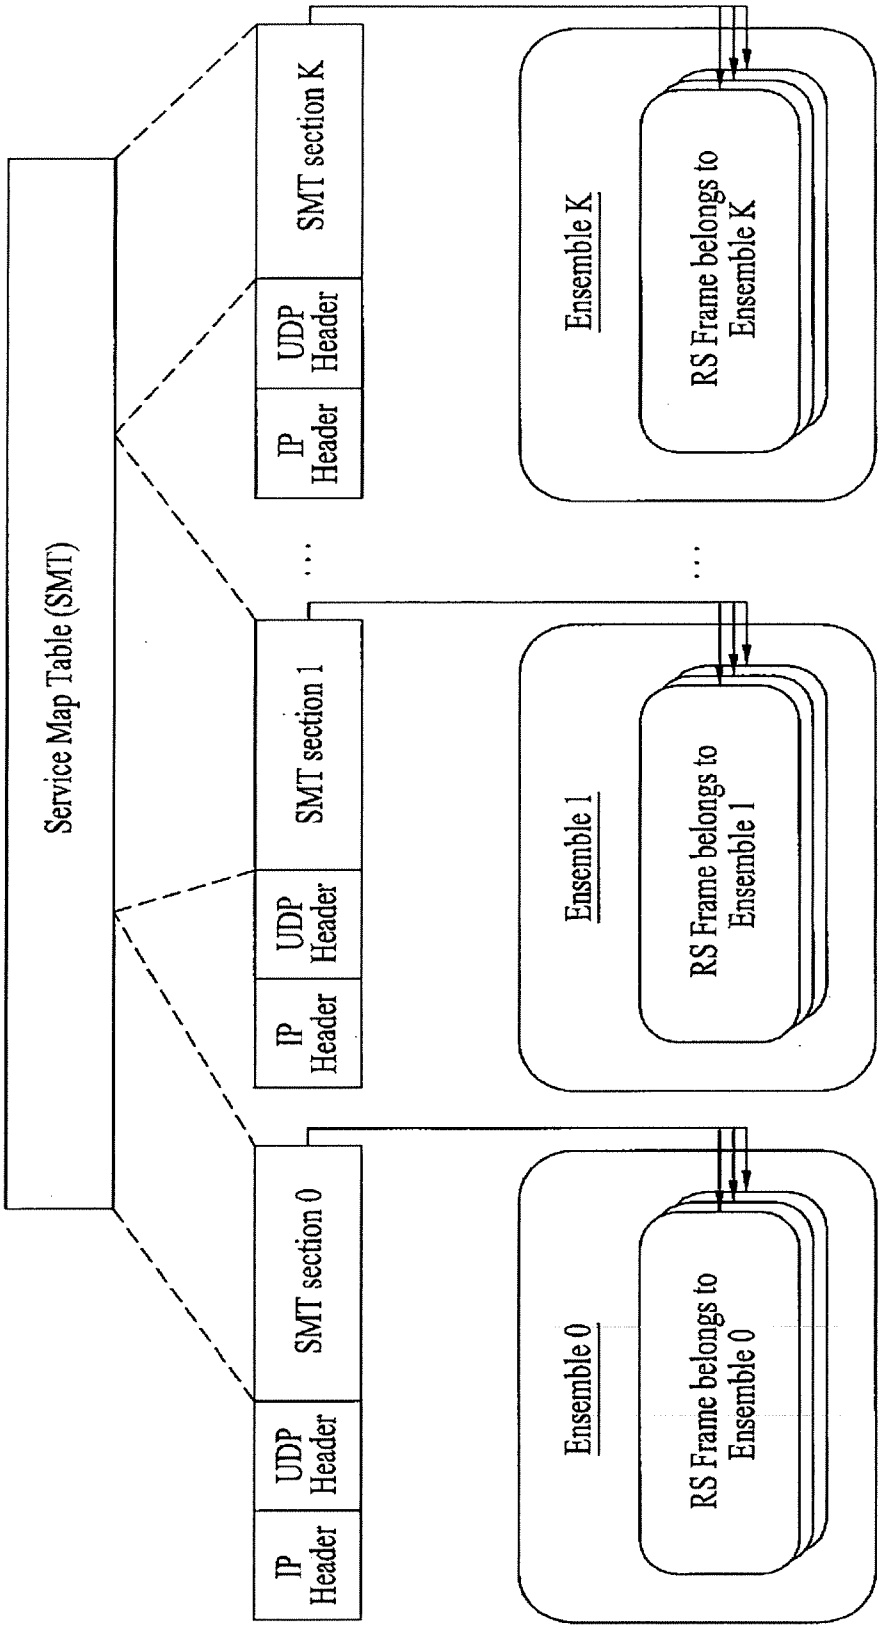 Service Map Table (SMT)
IP
Header
UDP
Header
SMT section 0
IP
Header
UDP
Header
SMT section 1
...
IP
Header
UDP
Header
SMT section K
Ensemble 0
RS Frame belongs to
Ensemble 0
Ensemble 1
RS Frame belongs to
Ensemble 1
...
Ensemble K
RS Frame belongs to
Ensemble K